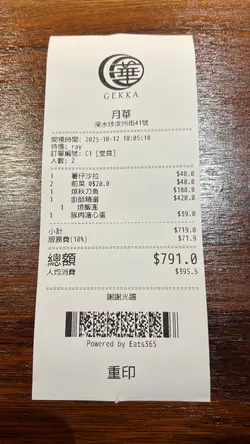 華
GEKKA
月華
深水埗汝州街41號
開檯時間: 2025-10-12 18:05:18
侍應: ray
訂單編號: C1 [堂食]
人數: 2
1 薯仔沙拉 $40.0
2 前菜 @$20.0 $40.0
1 燒秋刀魚 $180.0
1 廚師精選 $420.0
1 燒飯糰
1 豚肉溏心蛋 $39.0
小計 $719.0
服務費(10%) $71.9
總額 $791.0
人均消費 $395.5
謝謝光臨
Powered by Eats365
重印